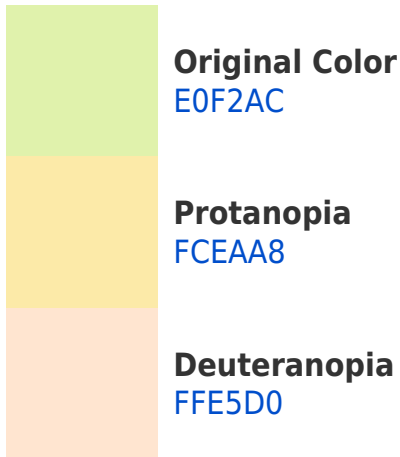 Original Color
E0F2AC
Protanopia
FCEAA8
Deuteranopia
FFE5D0